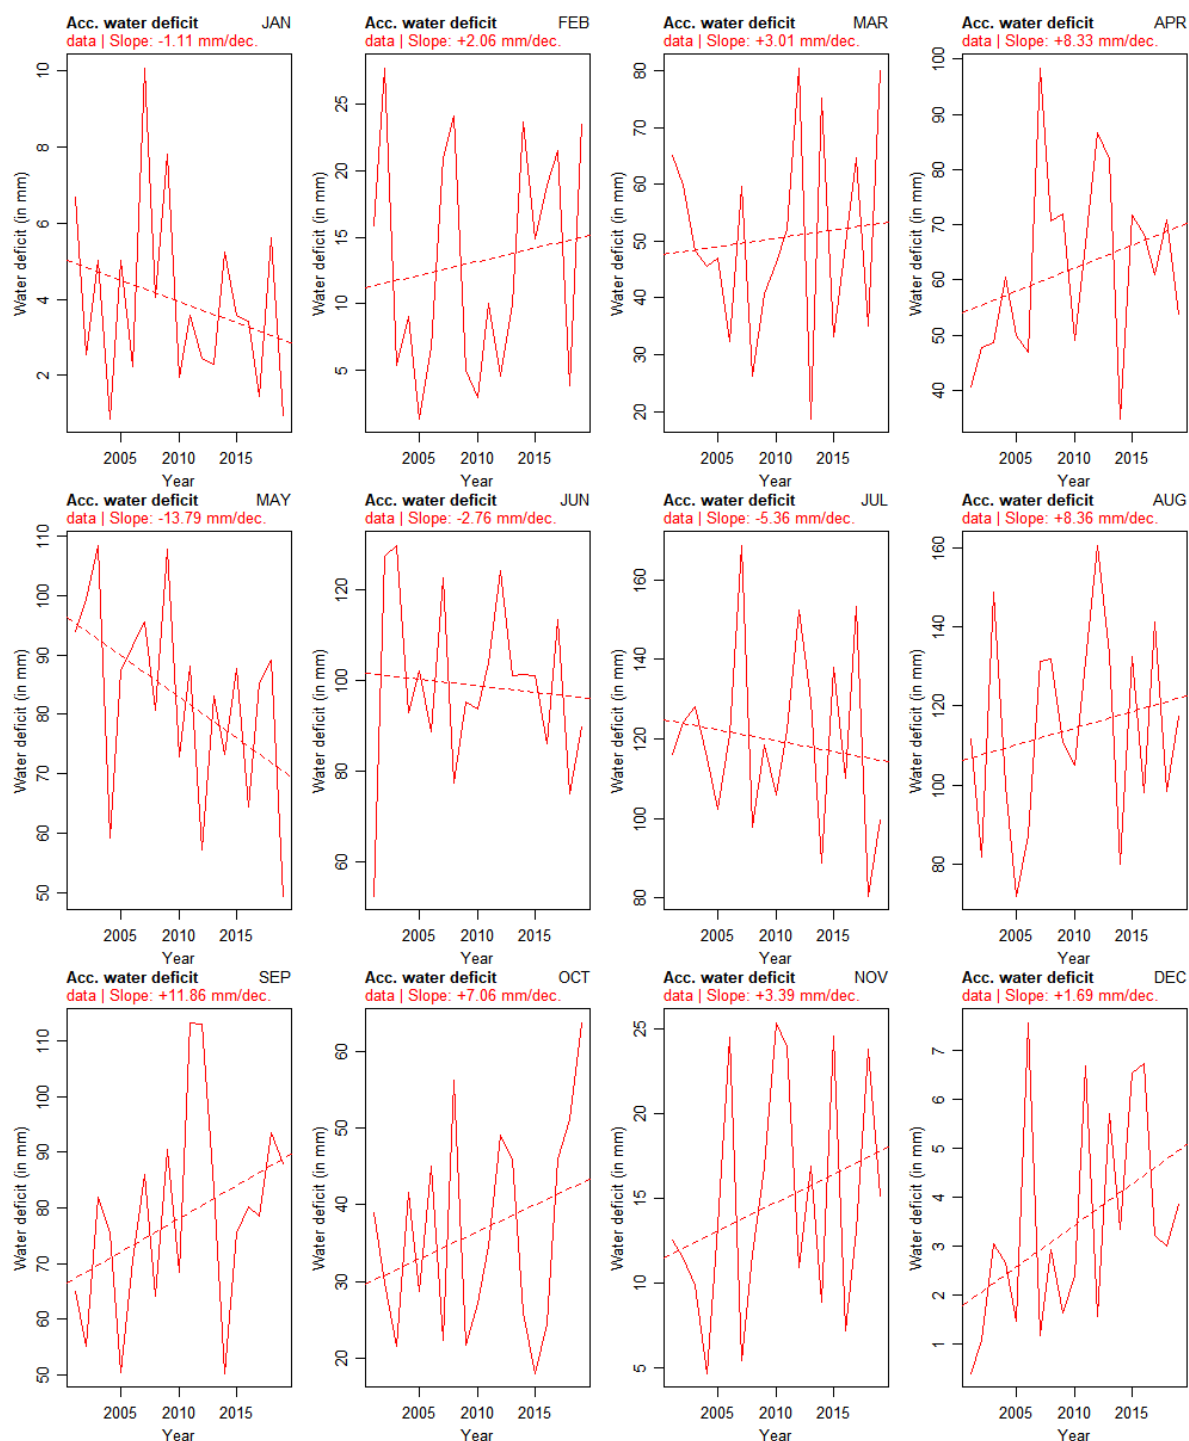 Acc. water deficit JAN
data | Slope: -1.11 mm/dec.
Water deficit (in mm)
10
8
6
4
2
2005 2010 2015
Year
Acc. water deficit FEB
data | Slope: +2.06 mm/dec.
Water deficit (in mm)
25
20
15
10
5
2005 2010 2015
Year
Acc. water deficit MAR
data | Slope: +3.01 mm/dec.
Water deficit (in mm)
80
70
60
50
40
30
20
2005 2010 2015
Year
Acc. water deficit APR
data | Slope: +8.33 mm/dec.
Water deficit (in mm)
100
90
80
70
60
50
40
2005 2010 2015
Year
Acc. water deficit MAY
data | Slope: -13.79 mm/dec.
Water deficit (in mm)
110
100
90
80
70
60
50
2005 2010 2015
Year
Acc. water deficit JUN
data | Slope: -2.76 mm/dec.
Water deficit (in mm)
120
100
80
60
2005 2010 2015
Year
Acc. water deficit JUL
data | Slope: -5.36 mm/dec.
Water deficit (in mm)
160
140
120
100
80
2005 2010 2015
Year
Acc. water deficit AUG
data | Slope: +8.36 mm/dec.
Water deficit (in mm)
160
140
120
100
80
2005 2010 2015
Year
Acc. water deficit SEP
data | Slope: +11.86 mm/dec.
Water deficit (in mm)
110
100
90
80
70
60
50
2005 2010 2015
Year
Acc. water deficit OCT
data | Slope: +7.06 mm/dec.
Water deficit (in mm)
60
50
40
30
20
2005 2010 2015
Year
Acc. water deficit NOV
data | Slope: +3.39 mm/dec.
Water deficit (in mm)
25
20
15
10
5
2005 2010 2015
Year
Acc. water deficit DEC
data | Slope: +1.69 mm/dec.
Water deficit (in mm)
7
6
5
4
3
2
1
2005 2010 2015
Year